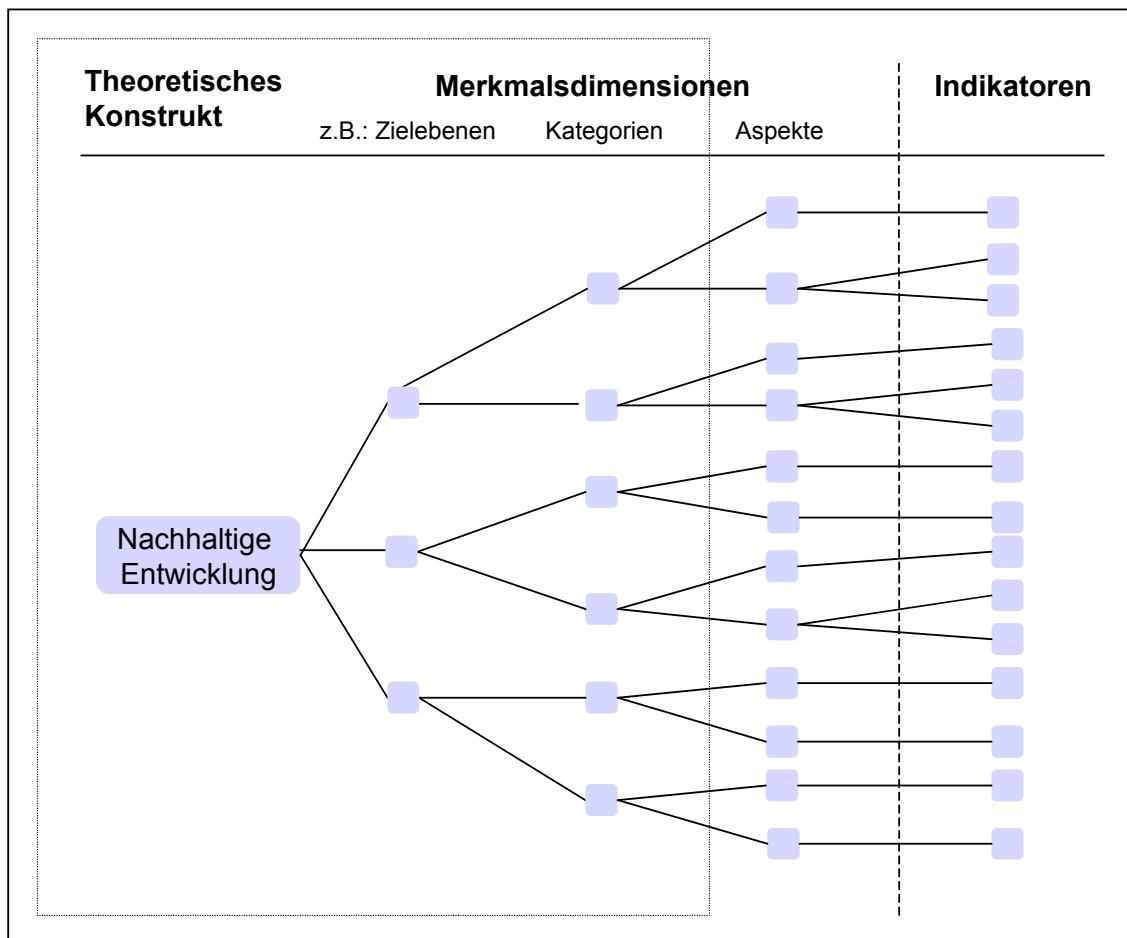 Theoretisches
Konstrukt
Merkmalsdimensionen
Indikatoren
z.B.: Zielebenen
Kategorien
Aspekte
Nachhaltige
Entwicklung